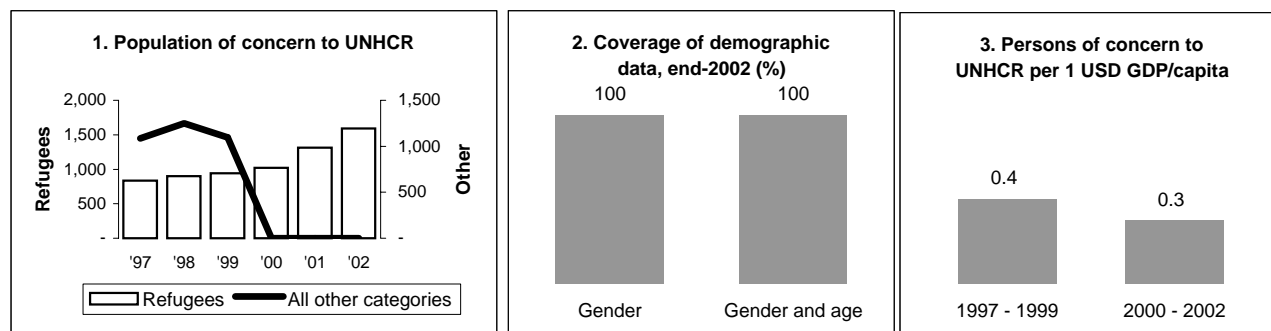 1. Population of concern to UNHCR
2,000
1,500
1,000
500
-
Refugees
1,500
1,000
500
-
Other
'97 '98 '99 '00 '01 '02
Refugees All other categories
2. Coverage of demographic
data, end-2002 (%)
100 100
Gender Gender and age
3. Persons of concern to
UNHCR per 1 USD GDP/capita
0.4
0.3
1997 - 1999 2000 - 2002